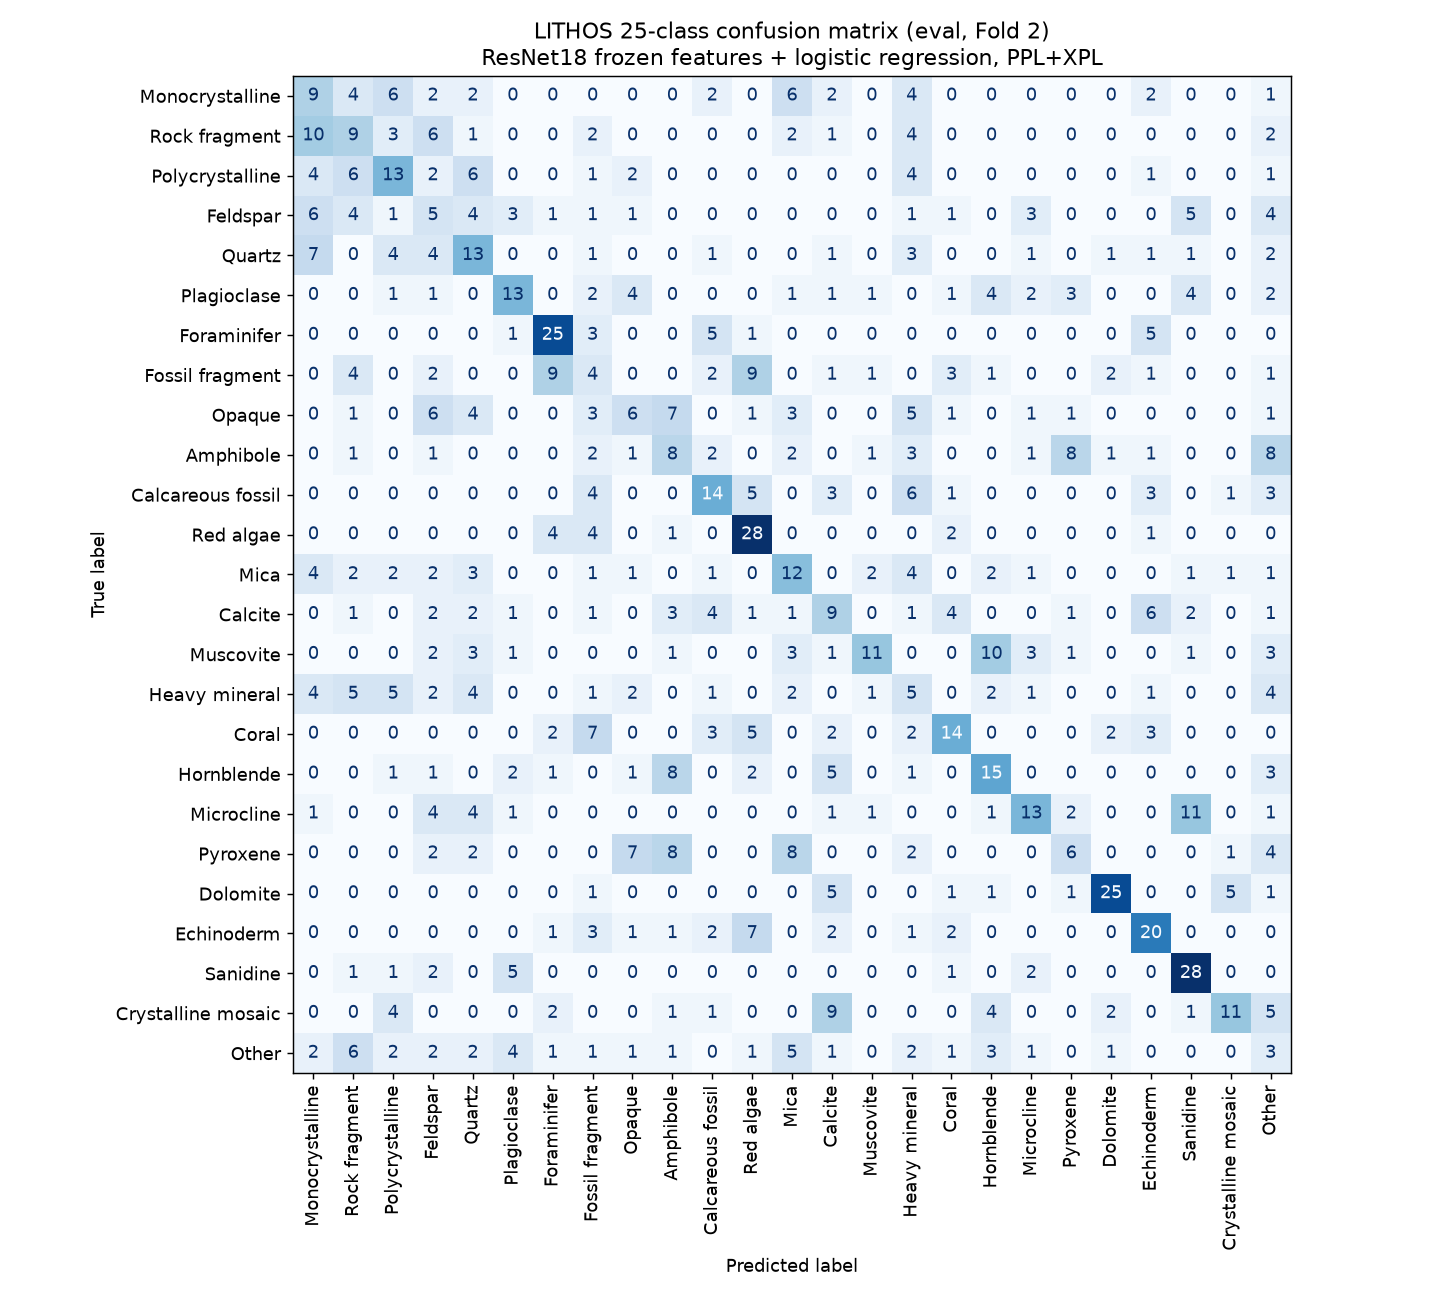 LITHOS 25-class confusion matrix (eval, Fold 2)
ResNet18 frozen features + logistic regression, PPL+XPL
True label
Monocrystalline 9 4 6 2 2 0 0 0 0 0 2 0 6 2 0 4 0 0 0 0 0 2 0 0 1
Rock fragment 10 9 3 6 1 0 0 2 0 0 0 0 2 1 0 4 0 0 0 0 0 0 0 0 2
Polycrystalline 4 6 13 2 6 0 0 1 2 0 0 0 0 0 0 4 0 0 0 0 0 1 0 0 1
Feldspar 6 4 1 5 4 3 1 1 1 0 0 0 0 0 0 1 1 0 3 0 0 0 5 0 4
Quartz 7 0 4 4 13 0 0 1 0 0 1 0 0 1 0 3 0 0 1 0 1 1 1 0 2
Plagioclase 0 0 1 1 0 13 0 2 4 0 0 0 1 1 1 0 1 4 2 3 0 0 4 0 2
Foraminifer 0 0 0 0 0 1 25 3 0 0 5 1 0 0 0 0 0 0 0 0 0 5 0 0 0
Fossil fragment 0 4 0 2 0 0 9 4 0 0 2 9 0 1 1 0 3 1 0 0 2 1 0 0 1
Opaque 0 1 0 6 4 0 0 3 6 7 0 1 3 0 0 5 1 0 1 1 0 0 0 0 1
Amphibole 0 1 0 1 0 0 0 2 1 8 2 0 2 0 1 3 0 0 1 8 1 1 0 0 8
Calcareous fossil 0 0 0 0 0 0 0 4 0 0 14 5 0 3 0 6 1 0 0 0 0 3 0 1 3
Red algae 0 0 0 0 0 0 4 4 0 1 0 28 0 0 0 0 2 0 0 0 0 1 0 0 0
Mica 4 2 2 2 3 0 0 1 1 0 1 0 12 0 2 4 0 2 1 0 0 0 1 1 1
Calcite 0 1 0 2 2 1 0 1 0 3 4 1 1 9 0 1 4 0 0 1 0 6 2 0 1
Muscovite 0 0 0 2 3 1 0 0 0 1 0 0 3 1 11 0 0 10 3 1 0 0 1 0 3
Heavy mineral 4 5 5 2 4 0 0 1 2 0 1 0 2 0 1 5 0 2 1 0 0 1 0 0 4
Coral 0 0 0 0 0 0 2 7 0 0 3 5 0 2 0 2 14 0 0 0 2 3 0 0 0
Hornblende 0 0 1 1 0 2 1 0 1 8 0 2 0 5 0 1 0 15 0 0 0 0 0 0 3
Microcline 1 0 0 4 4 1 0 0 0 0 0 0 0 1 1 0 0 1 13 2 0 0 11 0 1
Pyroxene 0 0 0 2 2 0 0 0 7 8 0 0 8 0 0 2 0 0 0 6 0 0 0 1 4
Dolomite 0 0 0 0 0 0 0 1 0 0 0 0 0 5 0 0 1 1 0 1 25 0 0 5 1
Echinoderm 0 0 0 0 0 0 1 3 1 1 2 7 0 2 0 1 2 0 0 0 0 20 0 0 0
Sanidine 0 1 1 2 0 5 0 0 0 0 0 0 0 0 0 0 1 0 2 0 0 0 28 0 0
Crystalline mosaic 0 0 4 0 0 0 2 0 0 1 1 0 0 9 0 0 0 4 0 0 2 0 1 11 5
Other 2 6 2 2 2 4 1 1 1 1 0 1 5 1 0 2 1 3 1 0 1 0 0 0 3
Monocrystalline
Rock fragment
Polycrystalline
Feldspar
Quartz
Plagioclase
Foraminifer
Fossil fragment
Opaque
Amphibole
Calcareous fossil
Red algae
Mica
Calcite
Muscovite
Heavy mineral
Coral
Hornblende
Microcline
Pyroxene
Dolomite
Echinoderm
Sanidine
Crystalline mosaic
Other
Predicted label